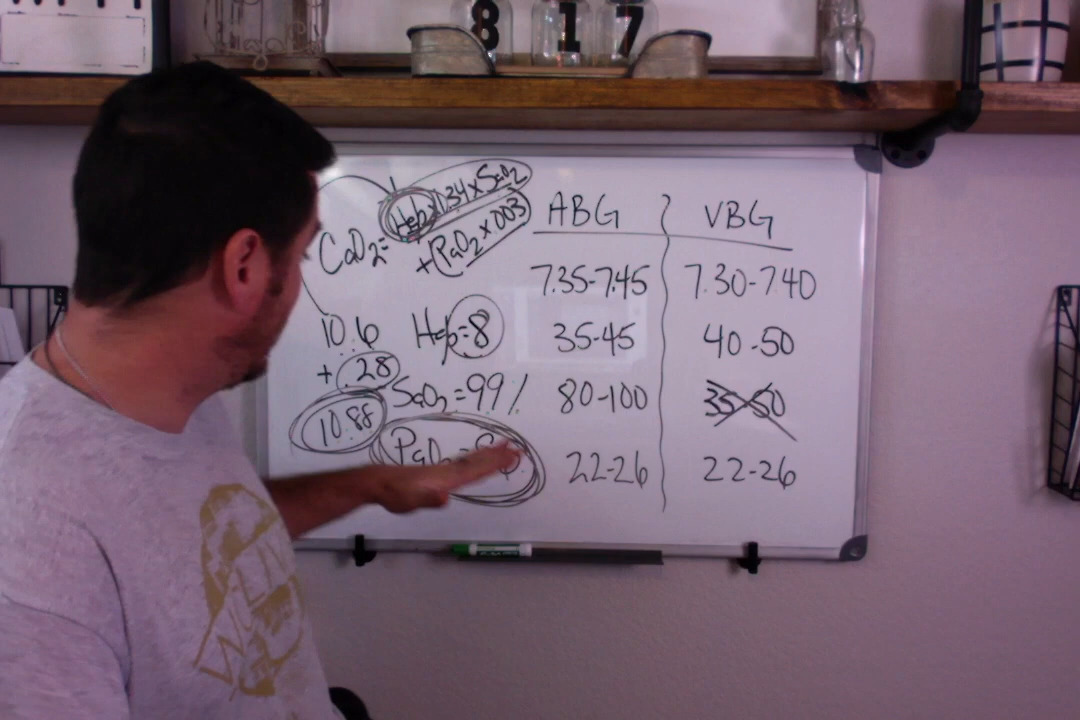 8 1 7
CaO2= Hgb×1.34×SaO2
+(PaO2×.003)
ABG VBG
7.35-7.45 7.30-7.40
10.6 Hgb=8 35-45 40-50
+ .28 SaO2=99% 80-100 35-50
10.88 PaO2= 22-26 22-26